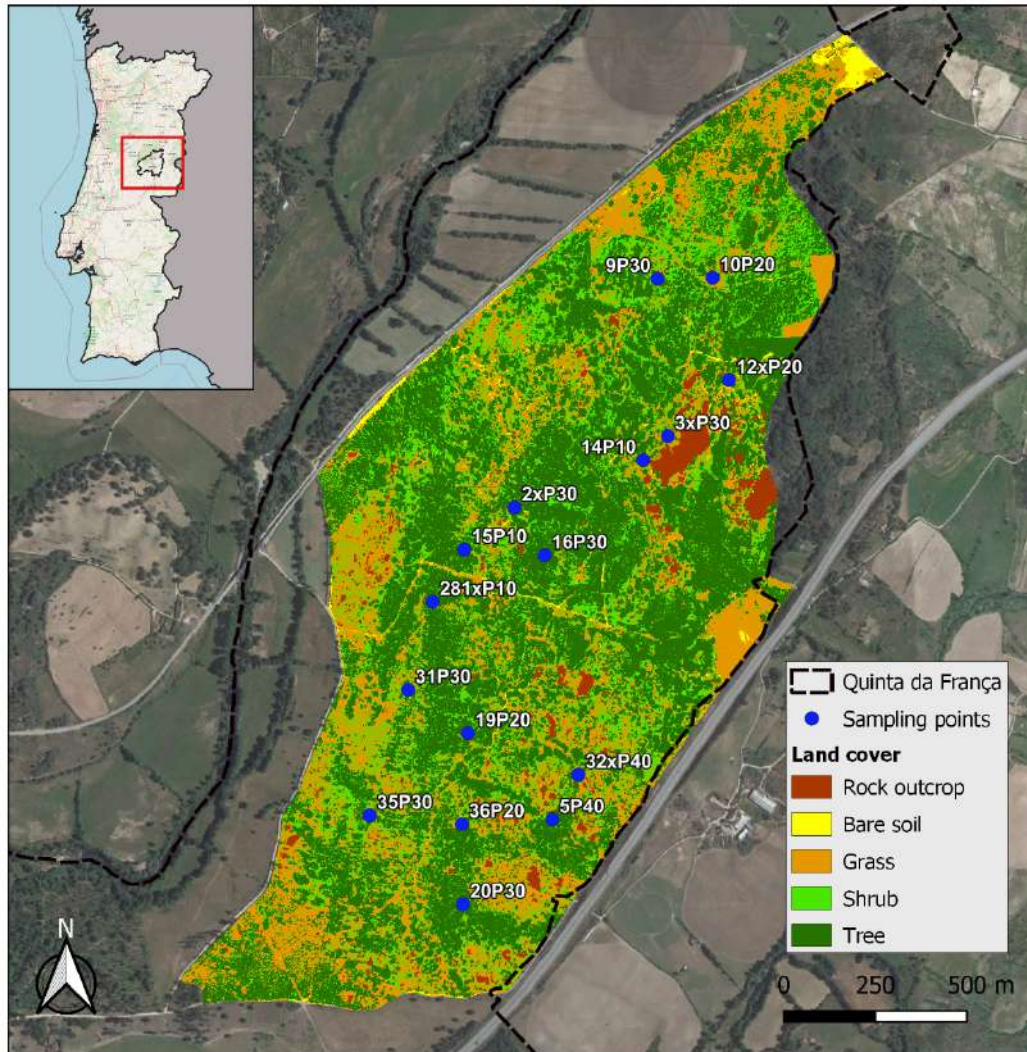 9P30
10P20
12xP20
3xP30
14P10
2xP30
15P10
16P30
281xP10
31P30
19P20
32xP40
35P30
36P20
5P40
20P30
Quinta da França
Sampling points
Land cover
Rock outcrop
Bare soil
Grass
Shrub
Tree
N
0 250 500 m